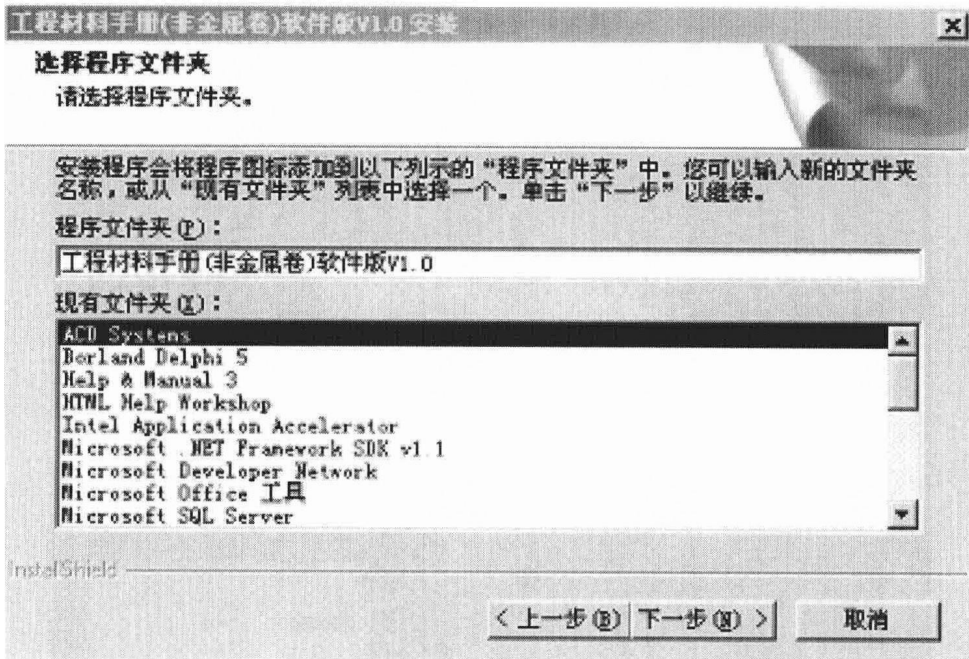 工程材料手册(非金属卷)软件版V1.0 安装
选择程序文件夹
请选择程序文件夹。
安装程序会将程序图标添加到以下列示的“程序文件夹”中。您可以输入新的文件夹
名称，或从“现有文件夹”列表中选择一个。单击“下一步”以继续。
程序文件夹(P)：
工程材料手册(非金属卷)软件版V1.0
现有文件夹(X)：
ACD Systems
Borland Delphi 5
Help & Manual 3
HTML Help Workshop
Intel Application Accelerator
Microsoft .NET Framework SDK v1.1
Microsoft Developer Network
Microsoft Office 工具
Microsoft SQL Server
InstallShield
< 上一步(B) 下一步(N) > 取消